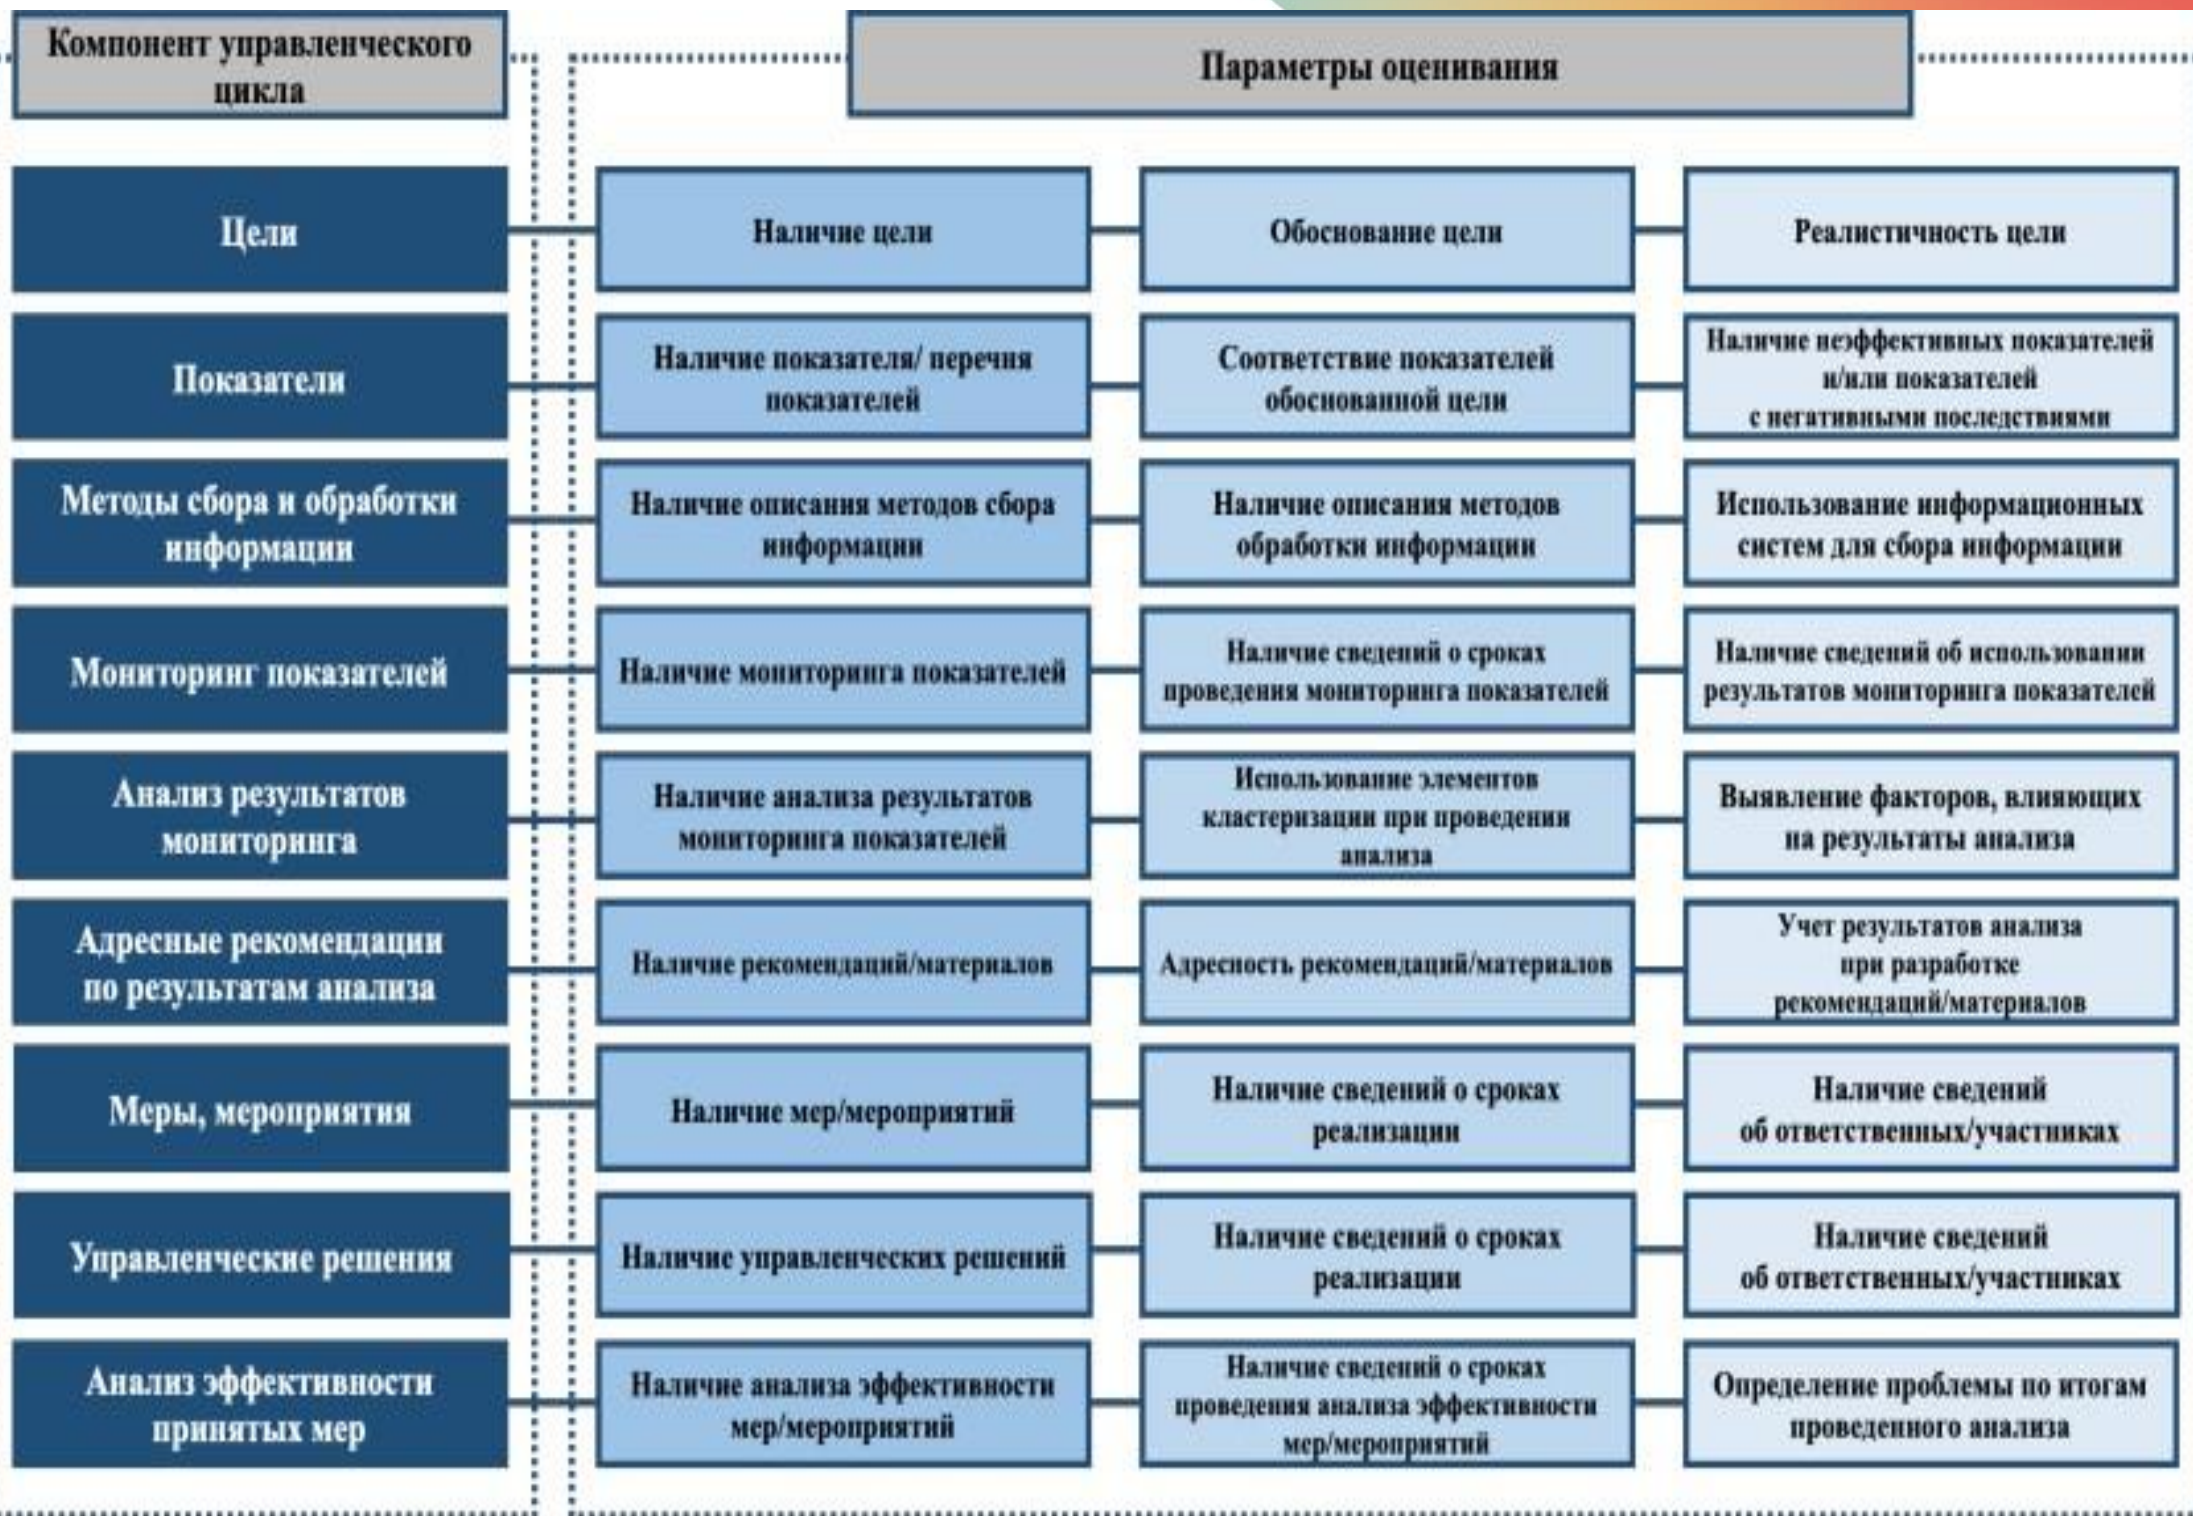 Компонент управленческого
цикла
Параметры оценивания
Цели
Наличие цели
Обоснование цели
Реалистичность цели
Показатели
Наличие показателя/ перечня
показателей
Соответствие показателей
обоснованной цели
Наличие неэффективных показателей
и/или показателей
с негативными последствиями
Методы сбора и обработки
информации
Наличие описания методов сбора
информации
Наличие описания методов
обработки информации
Использование информационных
систем для сбора информации
Мониторинг показателей
Наличие мониторинга показателей
Наличие сведений о сроках
проведения мониторинга показателей
Наличие сведений об использовании
результатов мониторинга показателей
Анализ результатов
мониторинга
Наличие анализа результатов
мониторинга показателей
Использование элементов
кластеризации при проведении
анализа
Выявление факторов, влияющих
на результаты анализа
Адресные рекомендации
по результатам анализа
Наличие рекомендаций/материалов
Адресность рекомендаций/материалов
Учет результатов анализа
при разработке
рекомендаций/материалов
Меры, мероприятия
Наличие мер/мероприятий
Наличие сведений о сроках
реализации
Наличие сведений
об ответственных/участниках
Управленческие решения
Наличие управленческих решений
Наличие сведений о сроках
реализации
Наличие сведений
об ответственных/участниках
Анализ эффективности
принятых мер
Наличие анализа эффективности
мер/мероприятий
Наличие сведений о сроках
проведения анализа эффективности
мер/мероприятий
Определение проблемы по итогам
проведенного анализа